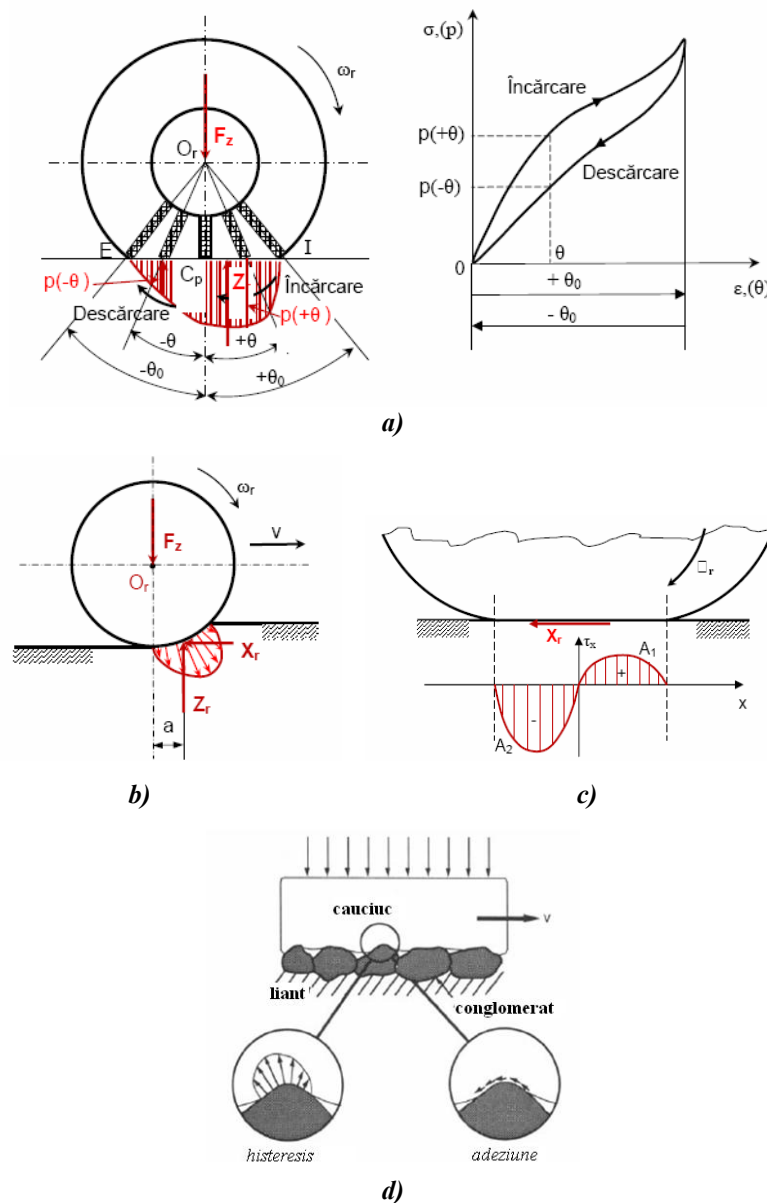 ωr
Fz
Or
E
I
Cp
Zr
p(-θ)
Încărcare
Descărcare
p(+θ)
-θ
+θ
-θ₀
+θ₀
σ,(p)
Încărcare
p(+θ)
p(-θ)
Descărcare
0
θ
ε,(θ)
+ θ₀
- θ₀
a)
ωr
v
Fz
Or
Xr
Zr
a
b)
□r
Xr
τx
A₁
+
x
-
A₂
c)
cauciuc
v
liant
conglomerat
histeresis
adeziune
d)